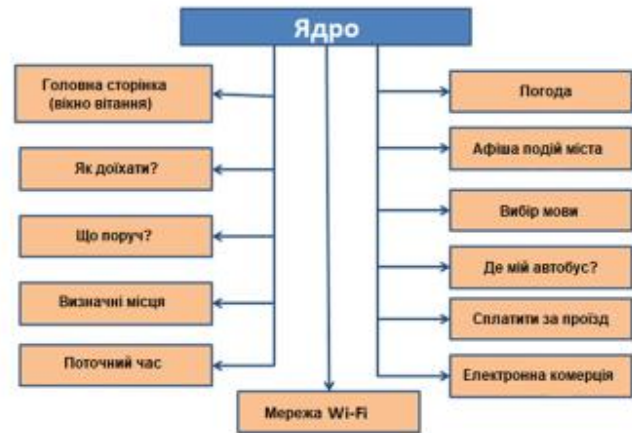 Ядро
Головна сторінка
(вікно вітання)
Як доїхати?
Що поруч?
Визначні місця
Поточний час
Мережа Wi-Fi
Погода
Афіша подій міста
Вибір мови
Де мій автобус?
Сплатити за проїзд
Електронна комерція